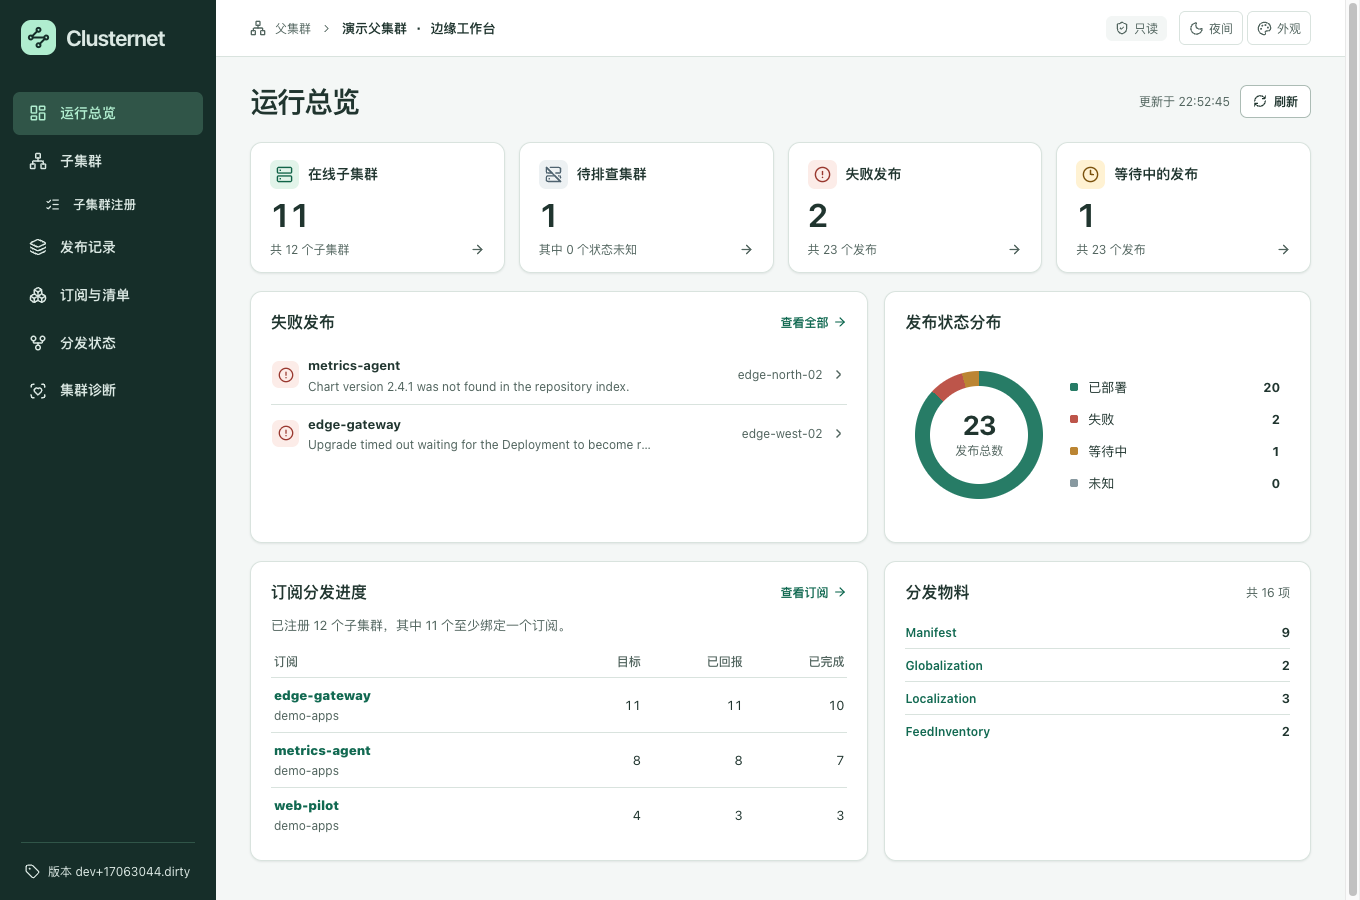 Clusternet
运行总览
子集群
子集群注册
发布记录
订阅与清单
分发状态
集群诊断
版本 dev+17063044.dirty
父集群 演示父集群 · 边缘工作台
只读 夜间 外观
运行总览
更新于 22:52:45 刷新
在线子集群
11
共 12 个子集群
待排查集群
1
其中 0 个状态未知
失败发布
2
共 23 个发布
等待中的发布
1
共 23 个发布
失败发布 查看全部
metrics-agent
Chart version 2.4.1 was not found in the repository index.
edge-north-02
edge-gateway
Upgrade timed out waiting for the Deployment to become r...
edge-west-02
发布状态分布
23
发布总数
已部署 20
失败 2
等待中 1
未知 0
订阅分发进度 查看订阅
已注册 12 个子集群，其中 11 个至少绑定一个订阅。
订阅 目标 已回报 已完成
edge-gateway
demo-apps
11 11 10
metrics-agent
demo-apps
8 8 7
web-pilot
demo-apps
4 3 3
分发物料 共 16 项
Manifest 9
Globalization 2
Localization 3
FeedInventory 2